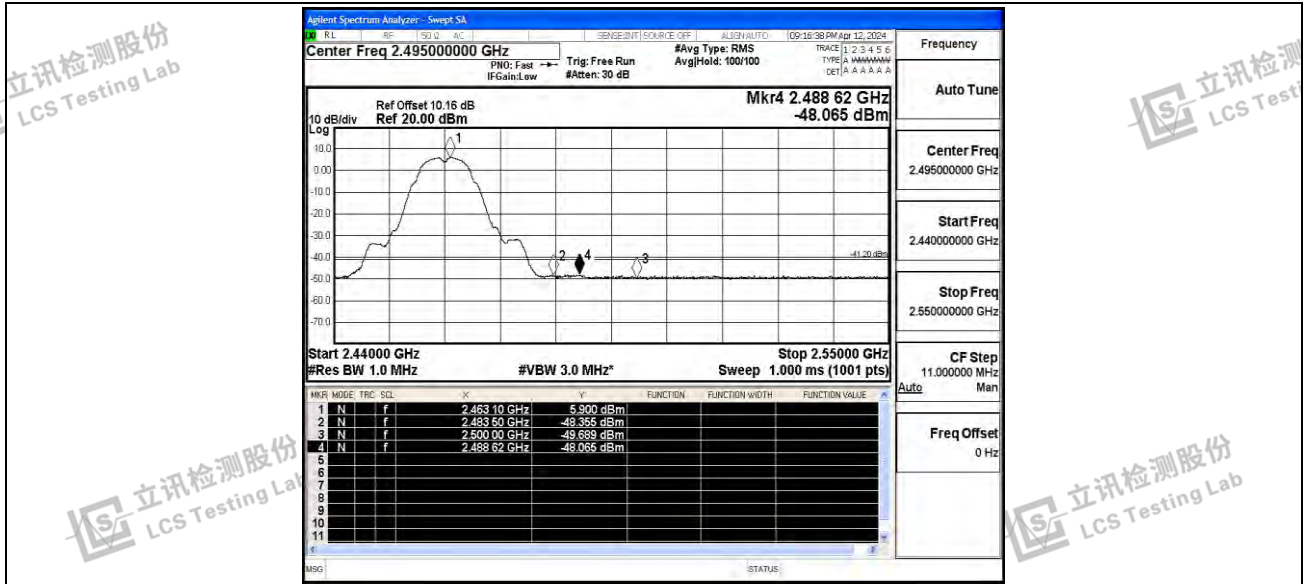 Agilent Spectrum Analyzer - Swept SA
RL RF 50 Ω AC SENSE:INT SOURCE OFF ALIGN AUTO 09:16:38 PM Apr 12, 2024
Center Freq 2.495000000 GHz
PNO: Fast
IFGain:Low
Trig: Free Run
#Atten: 30 dB
#Avg Type: RMS
Avg|Hold: 100/100
TRACE 1 2 3 4 5 6
TYPE A WWWWW
DET A A A A A A
Frequency
Auto Tune
Center Freq
2.495000000 GHz
Start Freq
2.440000000 GHz
Stop Freq
2.550000000 GHz
CF Step
11.000000 MHz
Auto Man
Freq Offset
0 Hz
Mkr4 2.488 62 GHz
-48.065 dBm
Ref Offset 10.16 dB
10 dB/div Ref 20.00 dBm
Log
10.0
0.00
-10.0
-20.0
-30.0
-40.0
-50.0
-60.0
-70.0
1
2
4
3
-41.20 dBm
Start 2.44000 GHz Stop 2.55000 GHz
#Res BW 1.0 MHz #VBW 3.0 MHz* Sweep 1.000 ms (1001 pts)
MKR MODE TRC SCL X Y FUNCTION FUNCTION WIDTH FUNCTION VALUE
1 N f 2.463 10 GHz 5.900 dBm
2 N f 2.483 50 GHz -48.355 dBm
3 N f 2.500 00 GHz -49.689 dBm
4 N f 2.488 62 GHz -48.065 dBm
5
6
7
8
9
10
11
MSG STATUS
立讯检测股份
LCS Testing Lab
立讯检测
LCS Testi
立讯检测股份
LCS Testing Lab
立讯检测股份
LCS Testing Lab